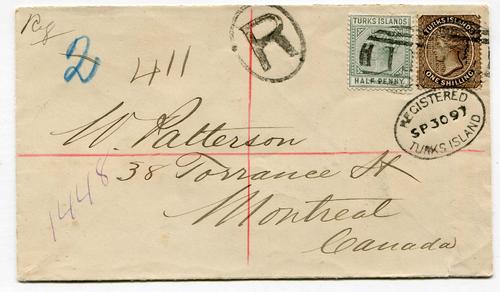 Reg
2
411
R
TURKS ISLANDS
HALF PENNY
TURKS ISLANDS
ONE SHILLING
REGISTERED
SP 30 97
TURKS ISLAND
W. Patterson
38 Torrance St
Montreal
Canada
1448